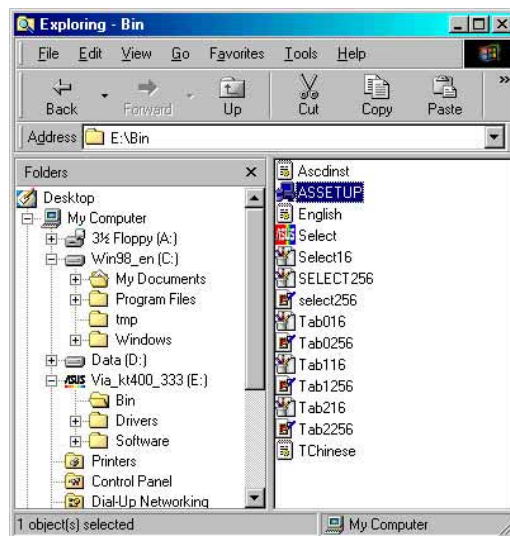 Exploring - Bin
File Edit View Go Favorites Tools Help
Back Forward Up Cut Copy Paste »
Address E:\Bin
Folders
Desktop
My Computer
3½ Floppy (A:)
Win98_en (C:)
My Documents
Program Files
tmp
Windows
Data (D:)
ASUS Via_kt400_333 (E:)
Bin
Drivers
Software
Printers
Control Panel
Dial-Up Networking
Ascdinst
ASSETUP
English
Select
Select16
SELECT256
select256
Tab016
Tab0256
Tab116
Tab1256
Tab216
Tab2256
TChinese
1 object(s) selected
My Computer